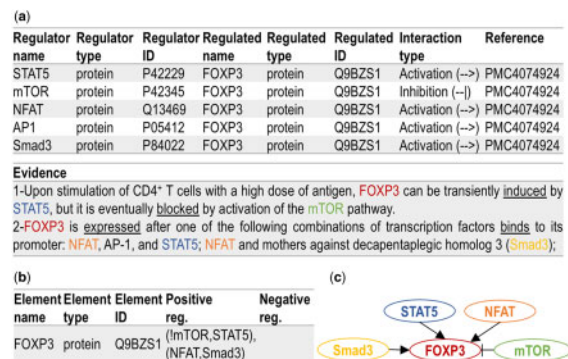 (a)
Regulator Regulator Regulator Regulated Regulated Regulated Interaction Reference
name type ID name type ID type
STAT5 protein P42229 FOXP3 protein Q9BZS1 Activation (-->) PMC4074924
mTOR protein P42345 FOXP3 protein Q9BZS1 Inhibition (--|) PMC4074924
NFAT protein Q13469 FOXP3 protein Q9BZS1 Activation (-->) PMC4074924
AP1 protein P05412 FOXP3 protein Q9BZS1 Activation (-->) PMC4074924
Smad3 protein P84022 FOXP3 protein Q9BZS1 Activation (-->) PMC4074924
Evidence
1-Upon stimulation of CD4⁺ T cells with a high dose of antigen, FOXP3 can be transiently induced by
STAT5, but it is eventually blocked by activation of the mTOR pathway.
2-FOXP3 is expressed after one of the following combinations of transcription factors binds to its
promoter: NFAT, AP-1, and STAT5; NFAT and mothers against decapentaplegic homolog 3 (Smad3);
(b)
Element Element Element Positive Negative
name type ID reg. reg.
FOXP3 protein Q9BZS1 (!mTOR,STAT5),
(NFAT,Smad3)
(c)
STAT5 NFAT
Smad3 FOXP3 mTOR